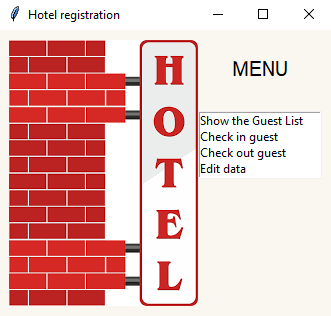 Hotel registration
HOTEL
MENU
Show the Guest List
Check in guest
Check out guest
Edit data